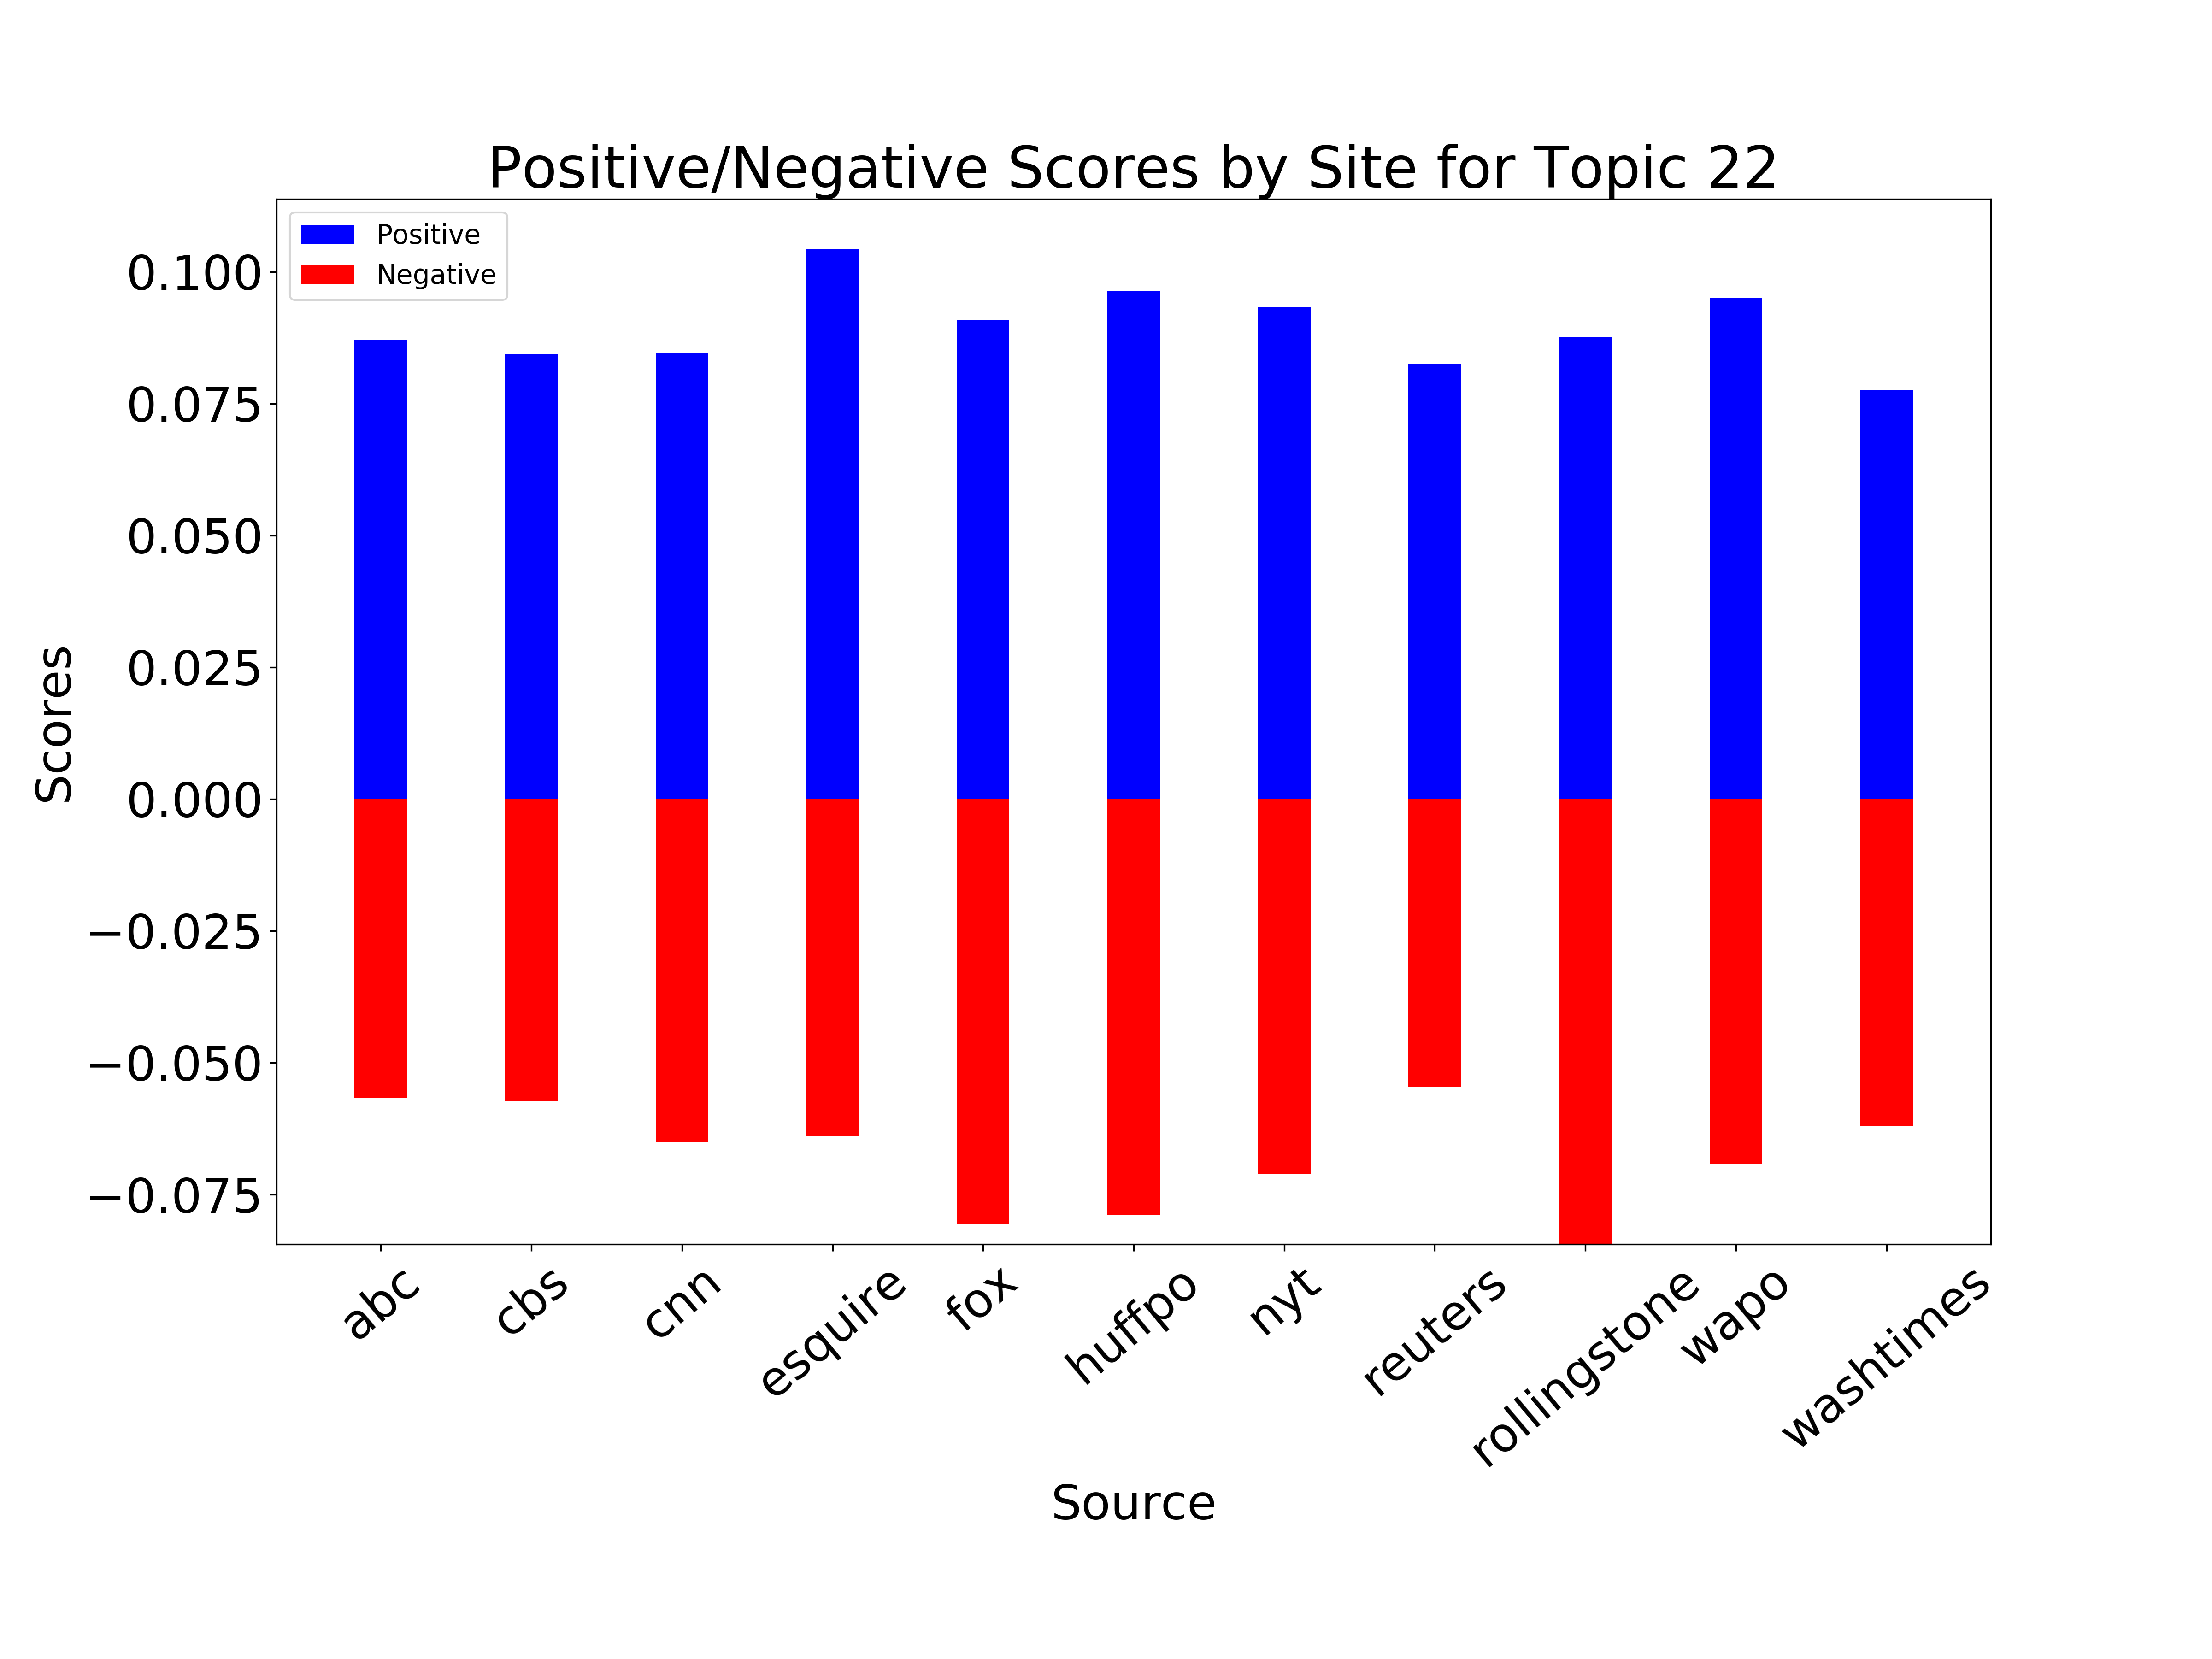 Positive/Negative Scores by Site for Topic 22
Positive
Negative
0.100
0.075
0.050
0.025
0.000
−0.025
−0.050
−0.075
Scores
abc
cbs
cnn
esquire
fox
huffpo
nyt
reuters
rollingstone
wapo
washtimes
Source